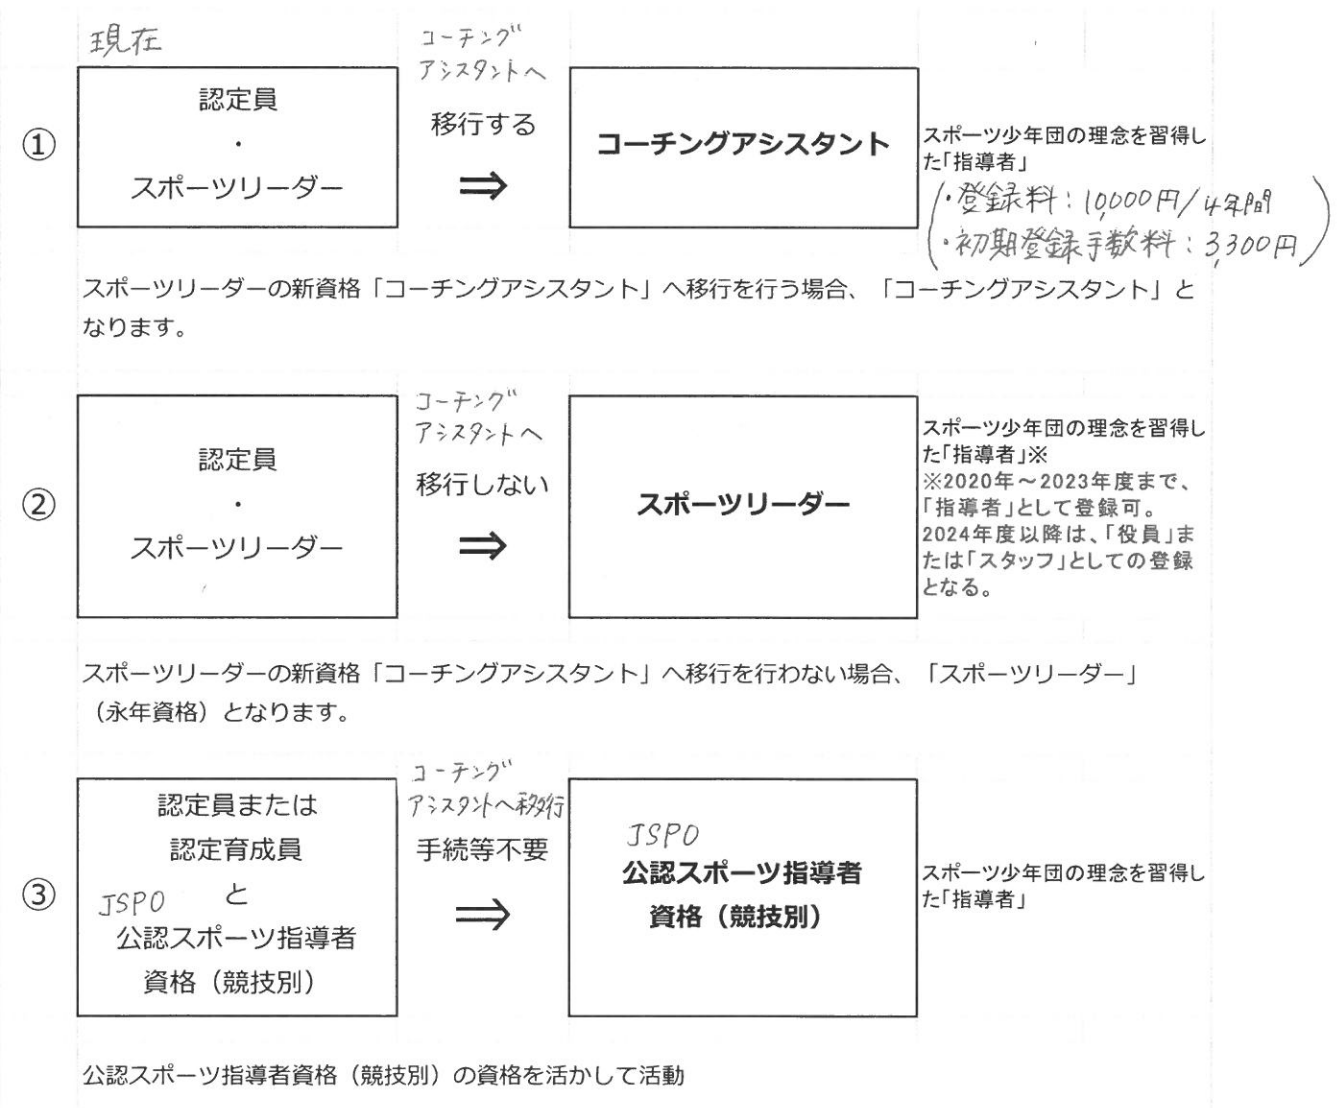 現在
コーチング
アシスタントへ
①
認定員
・
スポーツリーダー
移行する
⇒
コーチングアシスタント
スポーツ少年団の理念を習得し
た「指導者」
(・登録料：10,000円/4年間
・初期登録手数料：3,300円)
スポーツリーダーの新資格「コーチングアシスタント」へ移行を行う場合、「コーチングアシスタント」と
なります。
②
認定員
・
スポーツリーダー
コーチング
アシスタントへ
移行しない
⇒
スポーツリーダー
スポーツ少年団の理念を習得し
た「指導者」※
※2020年～2023年度まで、
「指導者」として登録可。
2024年度以降は、「役員」ま
たは「スタッフ」としての登録
となる。
スポーツリーダーの新資格「コーチングアシスタント」へ移行を行わない場合、「スポーツリーダー」
（永年資格）となります。
③
認定員または
認定育成員
と
JSPO
公認スポーツ指導者
資格（競技別）
コーチング
アシスタントへ移行
手続等不要
⇒
JSPO
公認スポーツ指導者
資格（競技別）
スポーツ少年団の理念を習得し
た「指導者」
公認スポーツ指導者資格（競技別）の資格を活かして活動